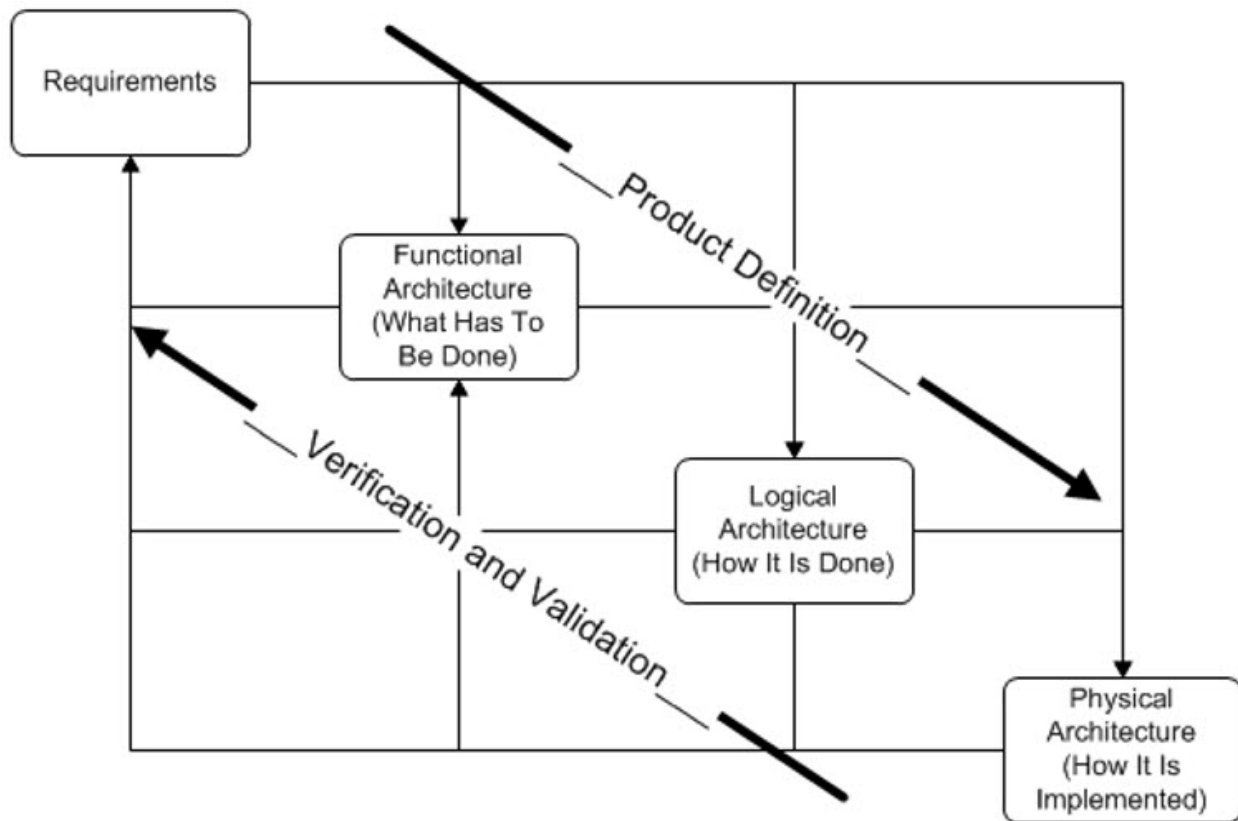 Requirements
Product Definition
Functional
Architecture
(What Has To
Be Done)
Verification and Validation
Logical
Architecture
(How It Is Done)
Physical
Architecture
(How It Is
Implemented)